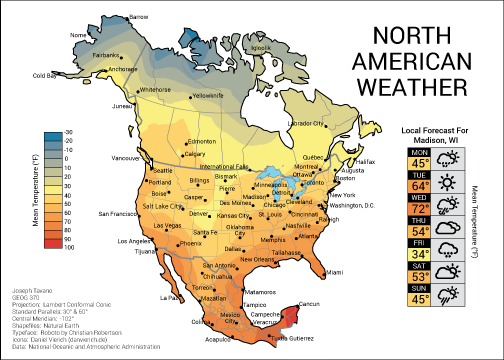 NORTH
AMERICAN
WEATHER
Barrow
Nome
Igloolik
Fairbanks
Cold Bay
Anchorage
Whitehorse
Yellowknife
Juneau
Labrador City
Edmonton
Calgary
Vancouver
International Falls
Québec
Montreal
Halifax
Ottawa
Augusta
Seattle
Bismark
Toronto
Boston
Portland
Billings
Minneapolis
Pierre
Boise
Madison
Detroit
New York
Casper
Des Moines
Chicago
Cleveland
Salt Lake City
Washington, D.C.
San Francisco
Denver
Kansas City
St. Louis
Cincinnati
Raleigh
Las Vegas
Santa Fe
Oklahoma
City
Nashville
Los Angeles
Phoenix
Memphis
Atlanta
Tijuana
Dallas
Tallahassee
San Antonio
New Orleans
Chihuahua
Miami
La Paz
Torreon
Matamoros
Mazatlan
Tampico
Cancun
Mexico
City
Campeche
Veracruz
Colima
Acapulco
Tuxtla Gutierrez
Mean Temperature (°F)
-30
-20
-10
0
10
20
30
40
50
60
70
80
90
100
Local Forecast For
Madison, WI
MON
45°
TUE
64°
WED
72°
THU
54°
FRI
34°
SAT
53°
SUN
45°
Mean Temperature (°F)
Joseph Tavano
GEOG 370
Projection: Lambert Conformal Conic
Standard Parallels: 30° & 60°
Central Meridian: -102°
Shapefiles: Natural Earth
Typeface: Roboto by Christian Robertson
Icons: Daniel Vierich (danvierich.de)
Data: National Oceanic and Atmospheric Administration